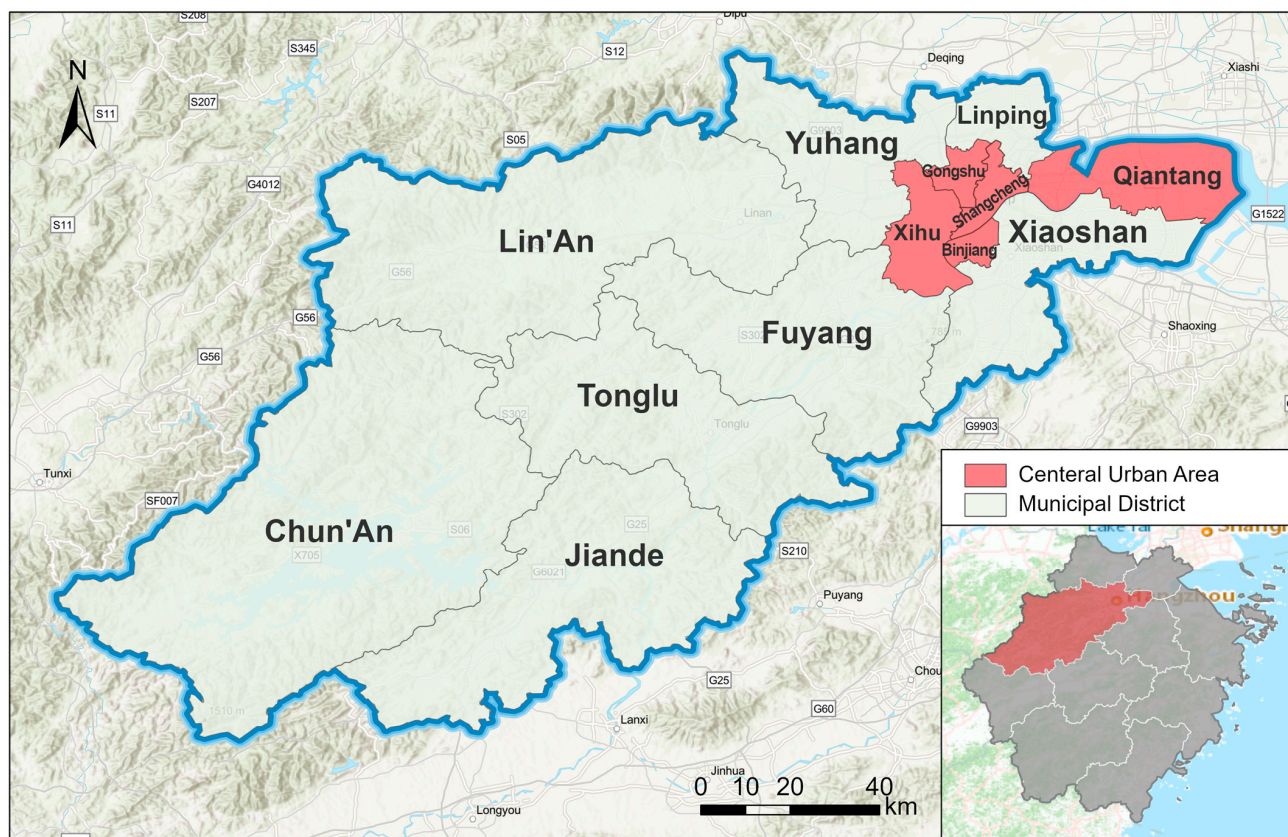 S208
Dipu
S345
S12
Deqing
Xiashi
N
S207
S11
Linping
G9903
Yuhang
S05
Gongshu
Qiantang
G4012
Shangcheng
Linan
G1522
S11
Lin'An
Xihu
Xiaoshan
Binjiang
Xiaoshan
G56
G56
Fuyang
S302
Shaoxing
G56
Tonglu
S302
Tonglu
G9903
Tunxi
Centeral Urban Area
SF007
Municipal District
Chun'An
S06
G25
Shang
X705
Jiande
S210
G6021
Puyang
Hangzhou
G25
Chou
1510 m
Lanxi
G60
Jinhua
0 10 20 40
km
Longyou